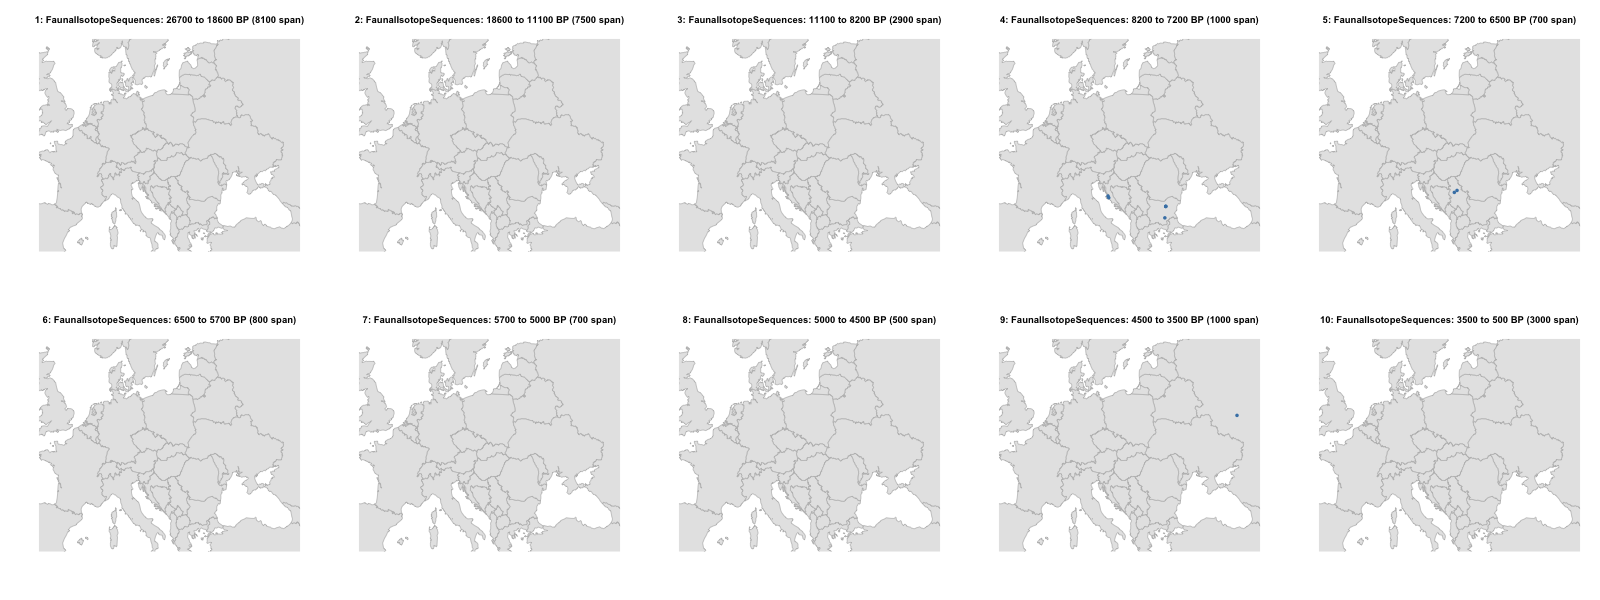 1: FaunalIsotopeSequences: 26700 to 18600 BP (8100 span)
2: FaunalIsotopeSequences: 18600 to 11100 BP (7500 span)
3: FaunalIsotopeSequences: 11100 to 8200 BP (2900 span)
4: FaunalIsotopeSequences: 8200 to 7200 BP (1000 span)
5: FaunalIsotopeSequences: 7200 to 6500 BP (700 span)
6: FaunalIsotopeSequences: 6500 to 5700 BP (800 span)
7: FaunalIsotopeSequences: 5700 to 5000 BP (700 span)
8: FaunalIsotopeSequences: 5000 to 4500 BP (500 span)
9: FaunalIsotopeSequences: 4500 to 3500 BP (1000 span)
10: FaunalIsotopeSequences: 3500 to 500 BP (3000 span)